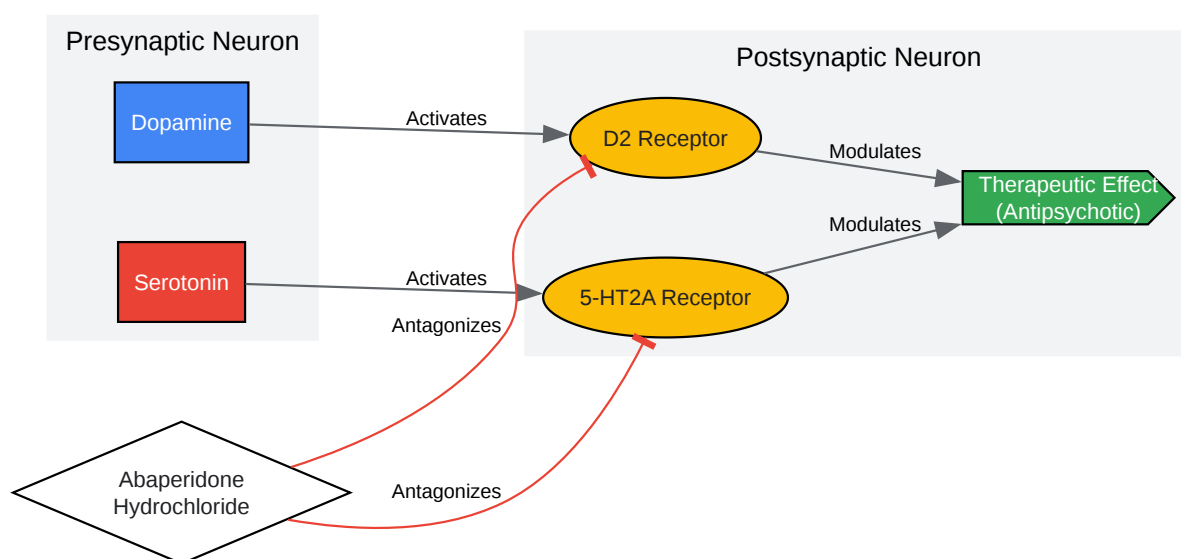 Presynaptic Neuron
Postsynaptic Neuron
Dopamine
Activates
D2 Receptor
Modulates
Therapeutic Effect
(Antipsychotic)
Modulates
Serotonin
Activates
5-HT2A Receptor
Antagonizes
Abaperidone
Hydrochloride
Antagonizes